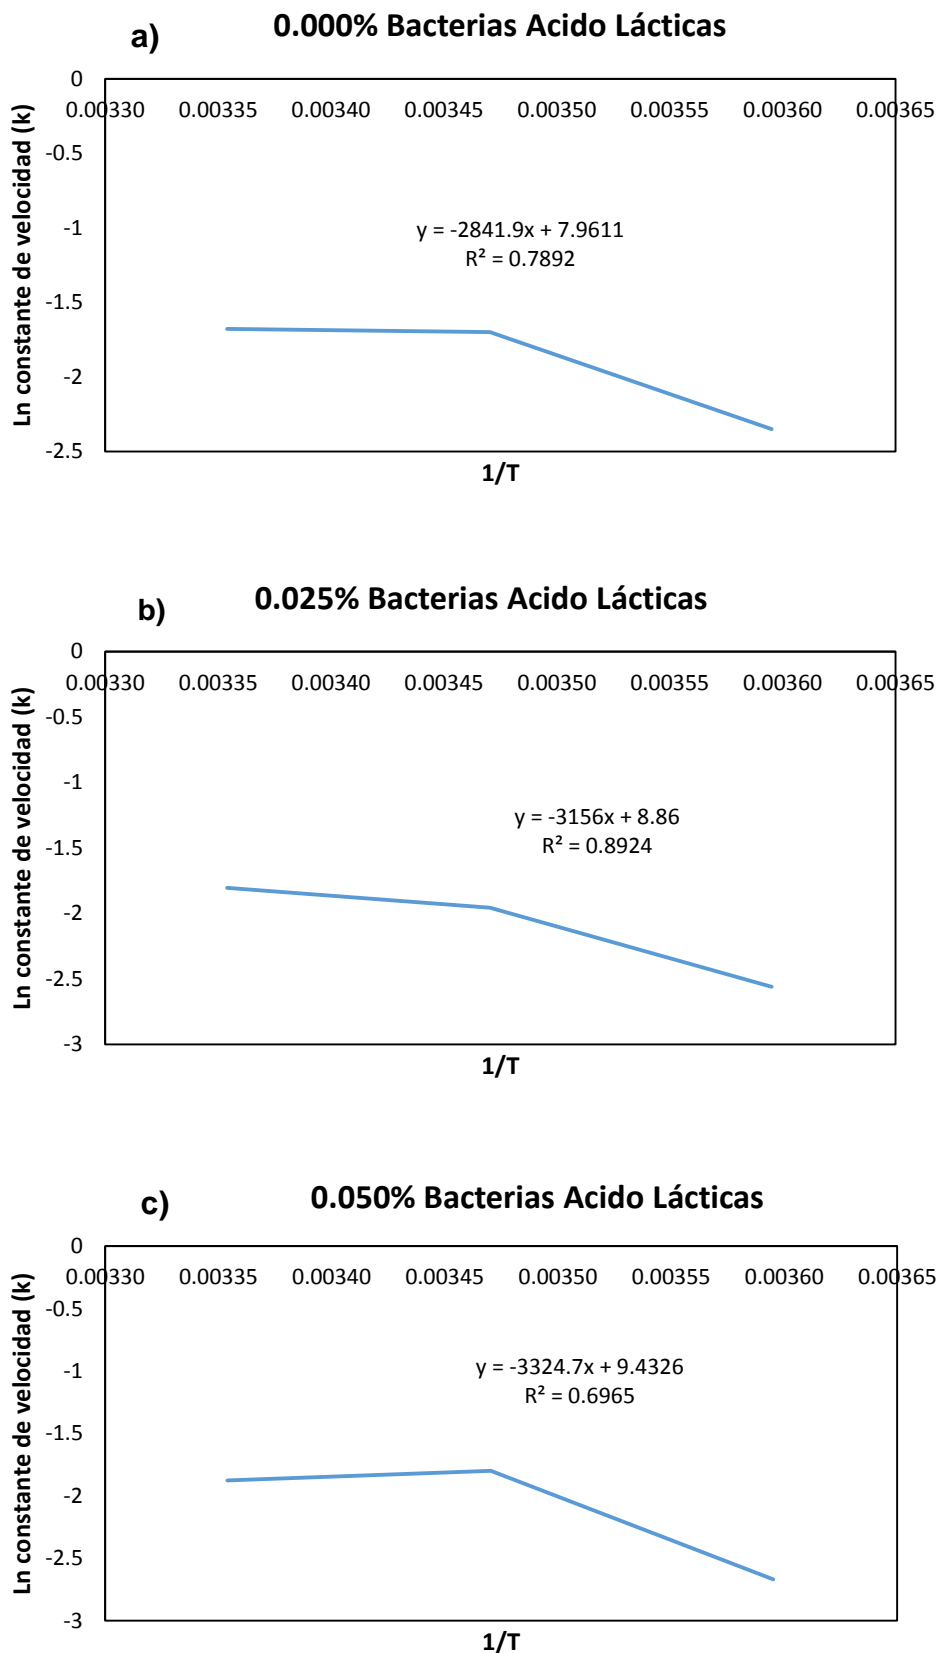 a)
0.000% Bacterias Acido Lácticas
Ln constante de velocidad (k)
0
0.00330 0.00335 0.00340 0.00345 0.00350 0.00355 0.00360 0.00365
-0.5
-1
y = -2841.9x + 7.9611
R² = 0.7892
-1.5
-2
-2.5
1/T
b)
0.025% Bacterias Acido Lácticas
Ln constante de velocidad (k)
0
0.00330 0.00335 0.00340 0.00345 0.00350 0.00355 0.00360 0.00365
-0.5
-1
y = -3156x + 8.86
R² = 0.8924
-1.5
-2
-2.5
-3
1/T
c)
0.050% Bacterias Acido Lácticas
Ln constante de velocidad (k)
0
0.00330 0.00335 0.00340 0.00345 0.00350 0.00355 0.00360 0.00365
-0.5
-1
y = -3324.7x + 9.4326
R² = 0.6965
-1.5
-2
-2.5
-3
1/T